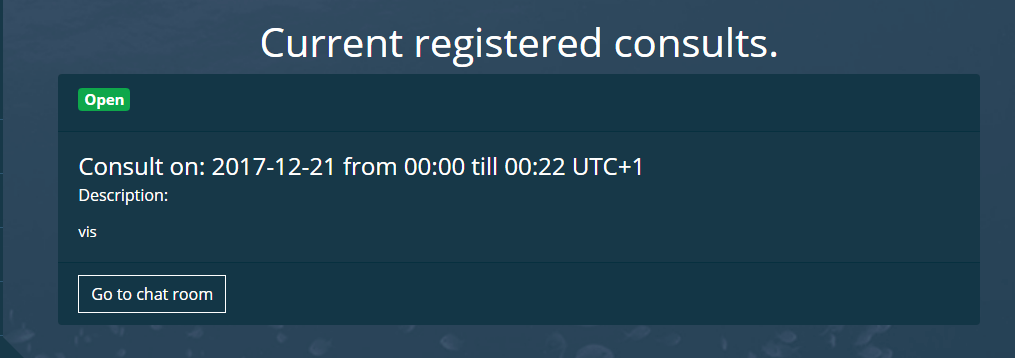 Current registered consults.
Open
Consult on: 2017-12-21 from 00:00 till 00:22 UTC+1
Description:
vis
Go to chat room